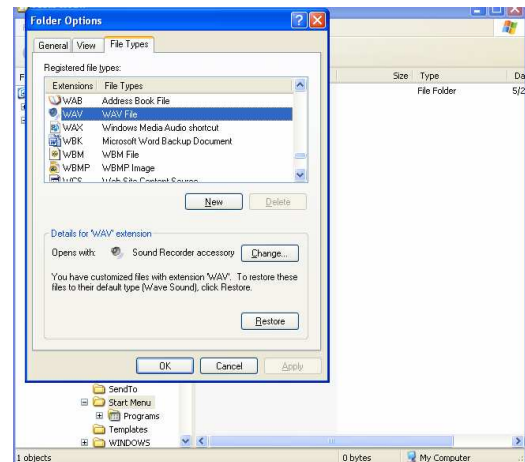 Folder Options
General View File Types
Registered file types:
Extensions File Types
WAB Address Book File
WAV WAV File
WAX Windows Media Audio shortcut
WBK Microsoft Word Backup Document
WBM WBM File
WBMP WBMP Image
New Delete
Details for 'WAV' extension
Opens with: Sound Recorder accessory Change...
You have customized files with extension 'WAV'. To restore these
files to their default type (Wave Sound), click Restore.
Restore
OK Cancel Apply
Size Type
File Folder
SendTo
Start Menu
Programs
Templates
WINDOWS
1 objects 0 bytes My Computer